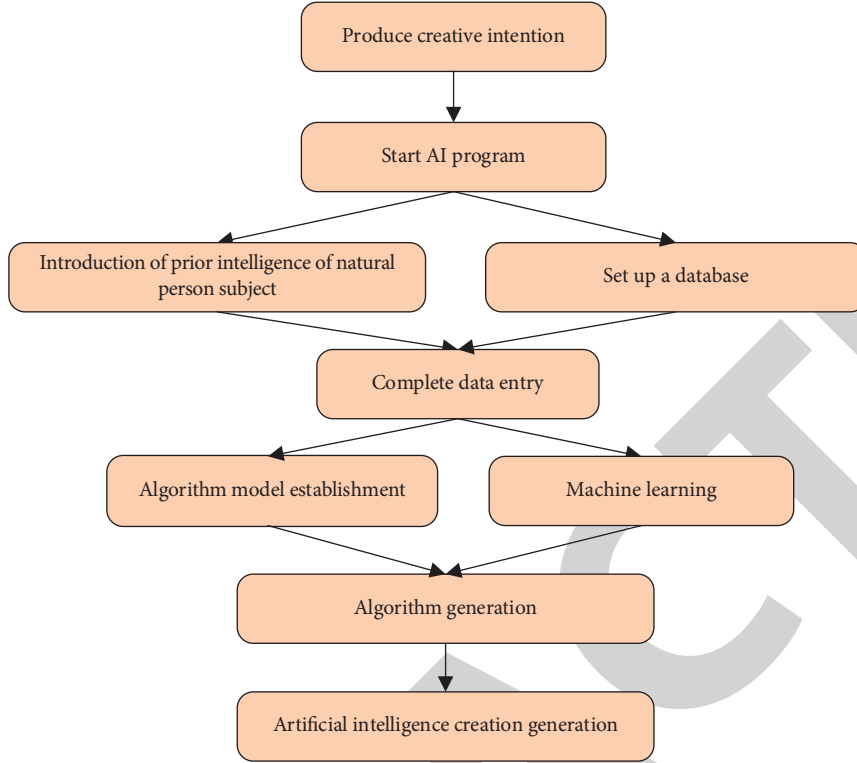 Produce creative intention
Start AI program
Introduction of prior intelligence of natural
person subject
Set up a database
Complete data entry
Algorithm model establishment
Machine learning
Algorithm generation
Artificial intelligence creation generation